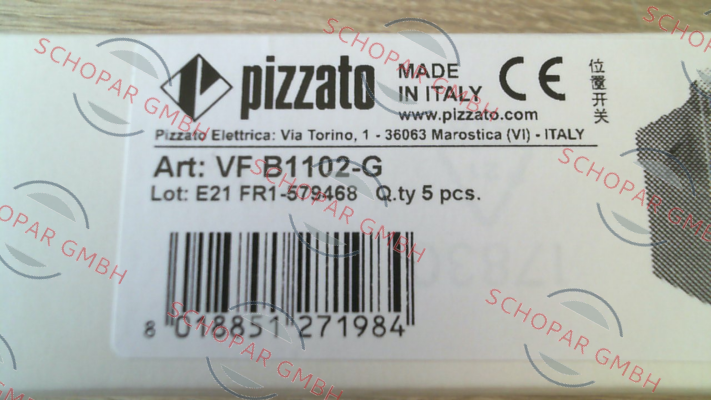 pizzato
MADE
IN ITALY
CE
www.pizzato.com
位置开关
Pizzato Elettrica: Via Torino, 1 - 36063 Marostica (VI) - ITALY
Art: VF B1102-G
Lot: E21 FR1-579468 Q.ty 5 pcs.
8 018851 271984
SCHOPAR GMBH
SCHOPAR GMBH
SCHOPAR GMBH
SCHOPAR GMBH
SCHOPAR GMBH
SCHOPAR GMBH
SCHOPAR GMBH